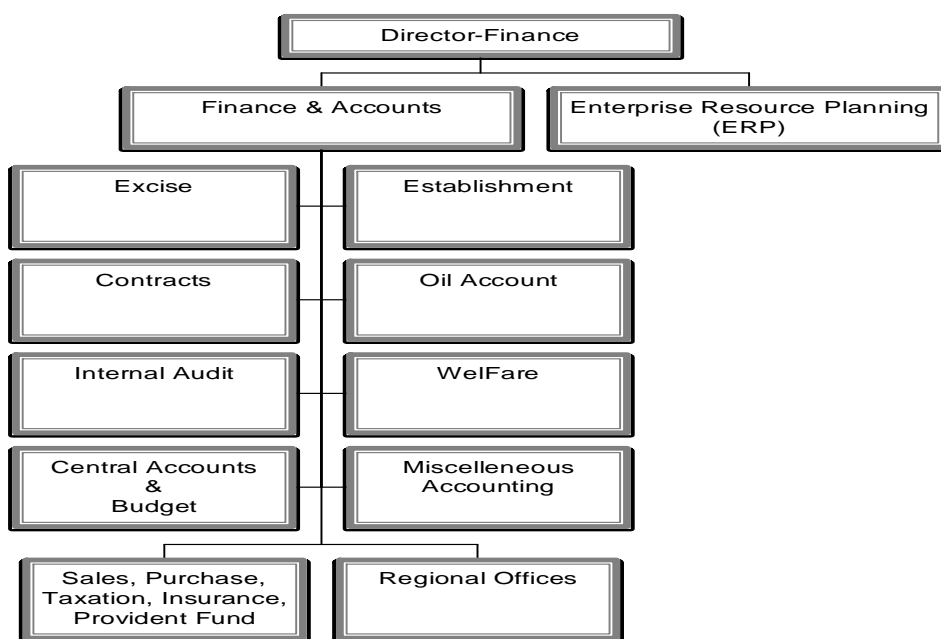 Director-Finance
Finance & Accounts
Enterprise Resource Planning
(ERP)
Excise
Establishment
Contracts
Oil Account
Internal Audit
WelFare
Central Accounts
&
Budget
Miscelleneous
Accounting
Sales, Purchase,
Taxation, Insurance,
Provident Fund
Regional Offices